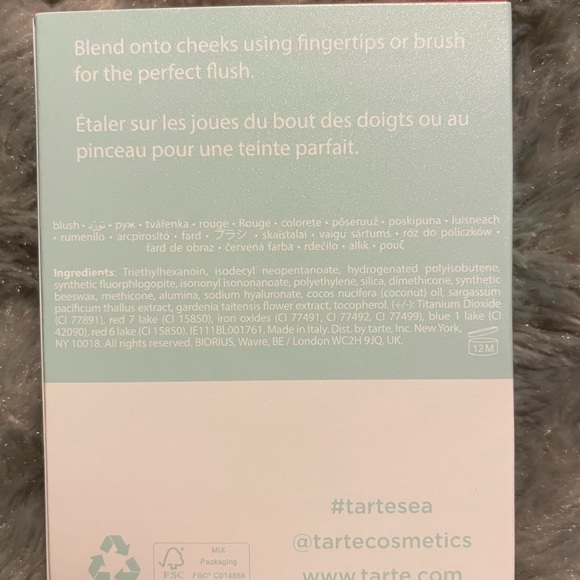 Blend onto cheeks using fingertips or brush
for the perfect flush.
Étaler sur les joues du bout des doigts ou au
pinceau pour une teinte parfait.
blush • تورّد • руж • tvářenka • rouge • Rouge • colorete • põseruuž • poskipuna • luisneach
• rumenilo • arcpirosító • fard • ブラシ • skaistalai • vaigu sārtums • róż do policzków •
fard de obraz • červená farba • rdečilo • allık • ρουζ
Ingredients: Triethylhexanoin, isodecyl neopentanoate, hydrogenated polyisobutene,
synthetic fluorphlogopite, isononyl isononanoate, polyethylene, silica, dimethicone, synthetic
beeswax, methicone, alumina, sodium hyaluronate, cocos nucifera (coconut) oil, sargassum
pacificum thallus extract, gardenia taitensis flower extract, tocopherol. (+/-): Titanium Dioxide
(CI 77891), red 7 lake (CI 15850), iron oxides (CI 77491, CI 77492, CI 77499), blue 1 lake (CI
42090), red 6 lake (CI 15850). IE111BL001761. Made in Italy. Dist. by tarte, Inc. New York,
NY 10018. All rights reserved. BIORIUS, Wavre, BE / London WC2H 9JQ, UK.
12M
#tartesea
@tartecosmetics
www.tarte.com
MIX
Packaging
FSC
FSC® C014666